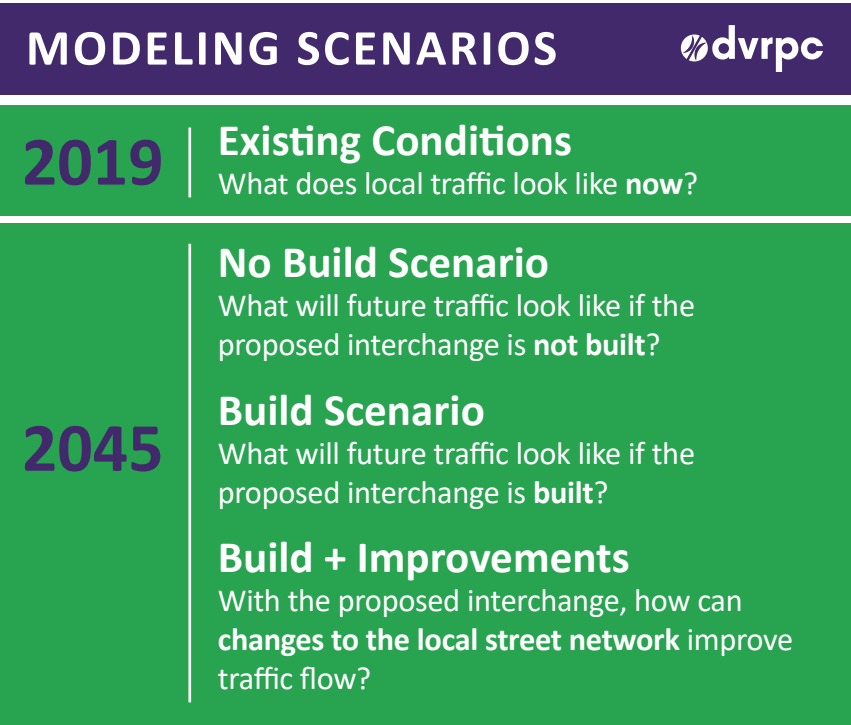 MODELING SCENARIOS
dvrpc
2019
Existing Conditions
What does local traffic look like now?
2045
No Build Scenario
What will future traffic look like if the
proposed interchange is not built?
Build Scenario
What will future traffic look like if the
proposed interchange is built?
Build + Improvements
With the proposed interchange, how can
changes to the local street network improve
traffic flow?